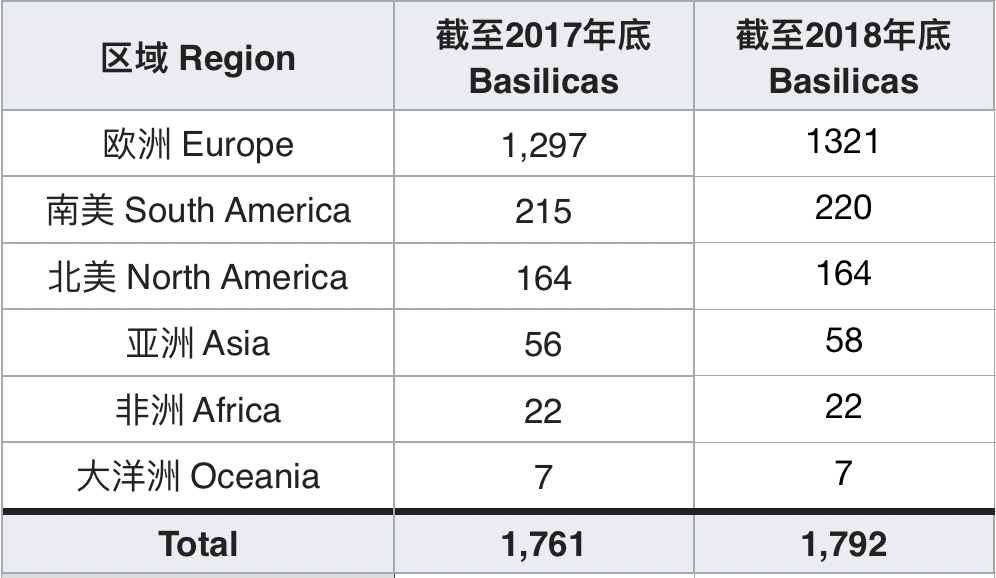 区域 Region
截至2017年底
Basilicas
截至2018年底
Basilicas
欧洲 Europe 1,297 1321
南美 South America 215 220
北美 North America 164 164
亚洲 Asia 56 58
非洲 Africa 22 22
大洋洲 Oceania 7 7
Total 1,761 1,792